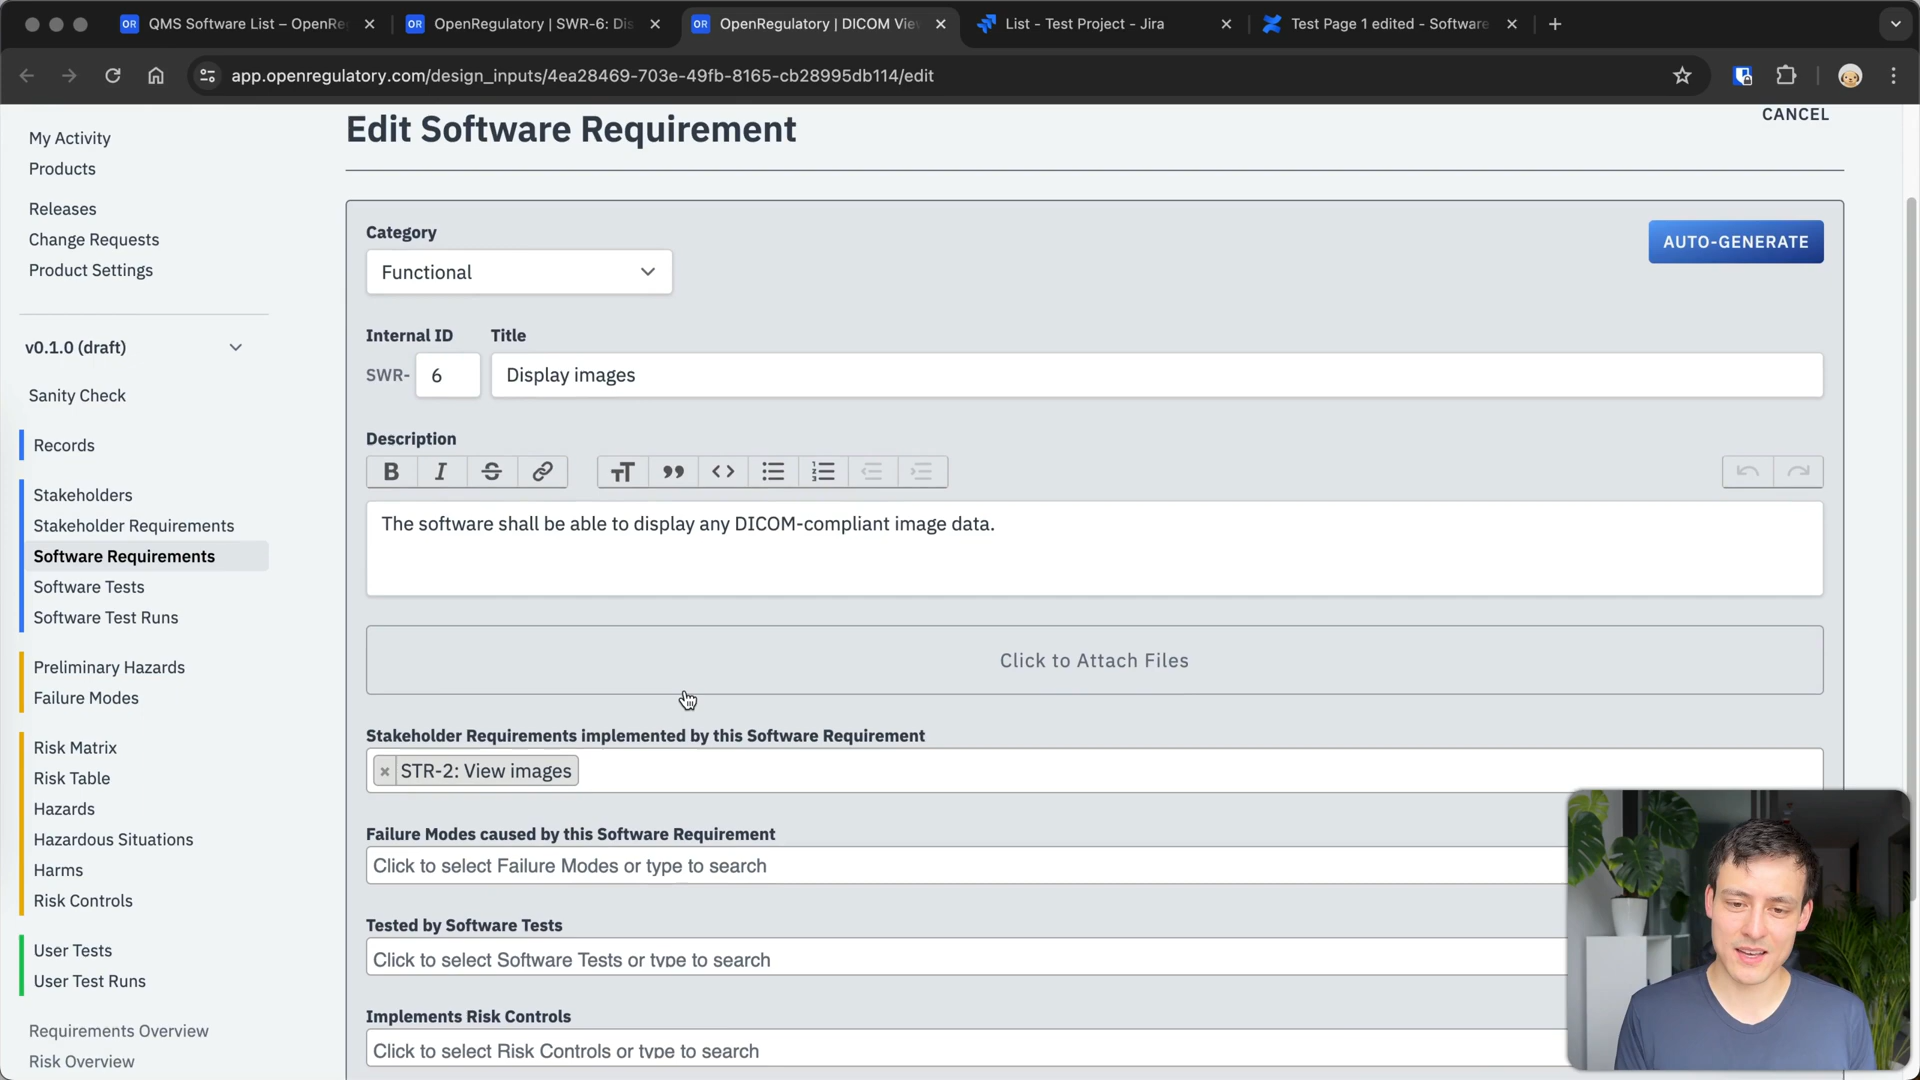 QMS Software List – OpenRe
OpenRegulatory | SWR-6: Dis
OpenRegulatory | DICOM Vie
List - Test Project - Jira
Test Page 1 edited - Software
app.openregulatory.com/design_inputs/4ea28469-703e-49fb-8165-cb28995db114/edit
My Activity
Products
Releases
Change Requests
Product Settings
v0.1.0 (draft)
Sanity Check
Records
Stakeholders
Stakeholder Requirements
Software Requirements
Software Tests
Software Test Runs
Preliminary Hazards
Failure Modes
Risk Matrix
Risk Table
Hazards
Hazardous Situations
Harms
Risk Controls
User Tests
User Test Runs
Requirements Overview
Risk Overview
Edit Software Requirement
CANCEL
Category
AUTO-GENERATE
Functional
Internal ID Title
SWR- 6 Display images
Description
The software shall be able to display any DICOM-compliant image data.
Click to Attach Files
Stakeholder Requirements implemented by this Software Requirement
× STR-2: View images
Failure Modes caused by this Software Requirement
Click to select Failure Modes or type to search
Tested by Software Tests
Click to select Software Tests or type to search
Implements Risk Controls
Click to select Risk Controls or type to search